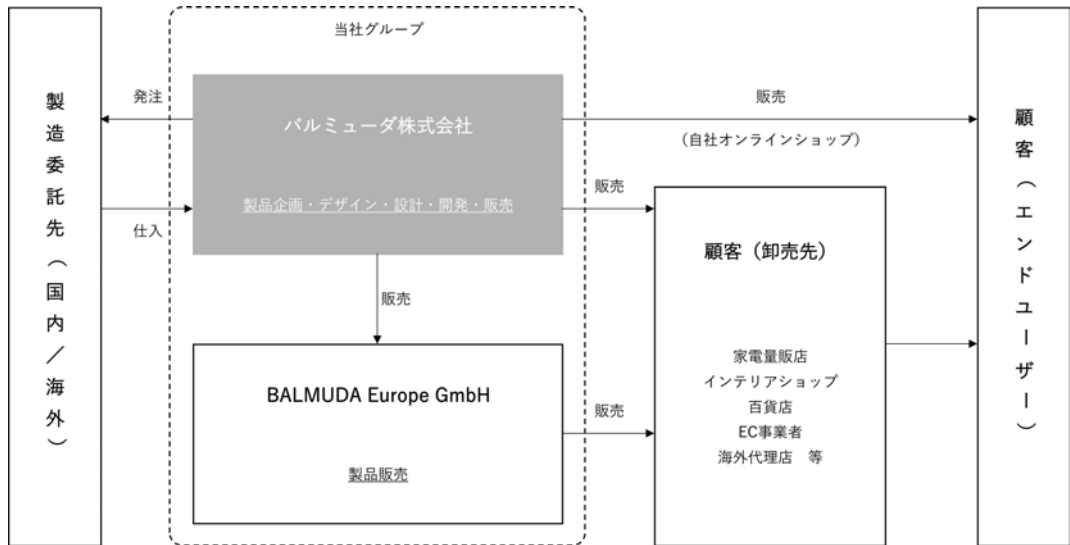 製造委託先（国内／海外）
当社グループ
発注
仕入
バルミューダ株式会社
製品企画・デザイン・設計・開発・販売
販売
BALMUDA Europe GmbH
製品販売
販売
（自社オンラインショップ）
販売
販売
顧客（卸売先）
家電量販店
インテリアショップ
百貨店
EC事業者
海外代理店　等
顧客（エンドユーザー）